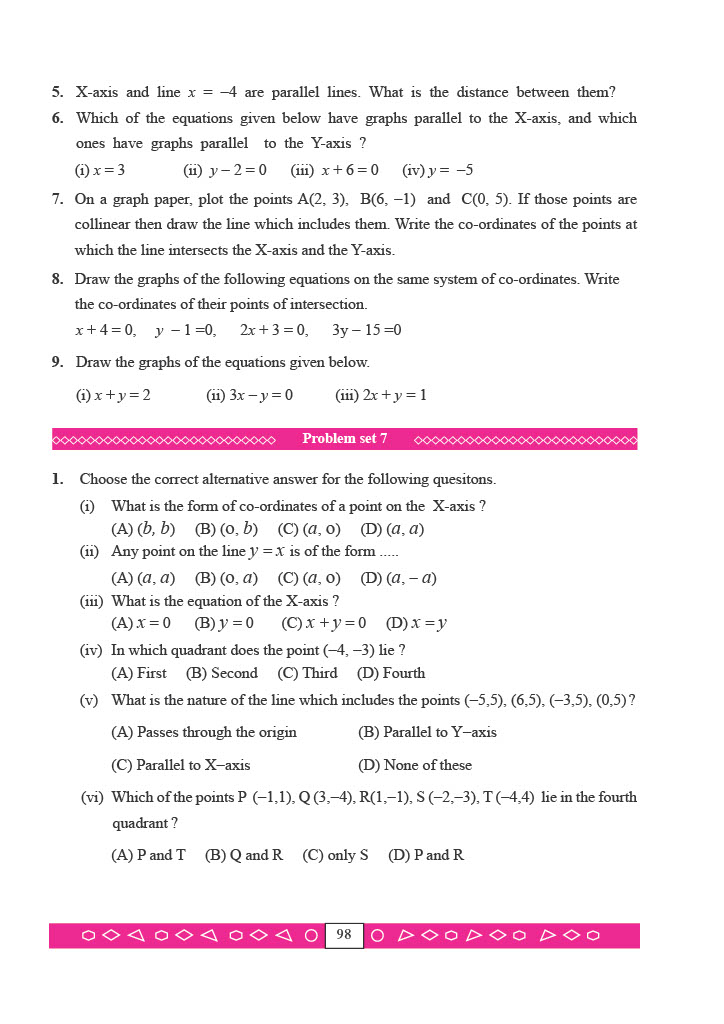 5. X-axis and line x = –4 are parallel lines. What is the distance between them?
6. Which of the equations given below have graphs parallel to the X-axis, and which
ones have graphs parallel to the Y-axis ?
(i) x = 3 (ii) y – 2 = 0 (iii) x + 6 = 0 (iv) y = –5
7. On a graph paper, plot the points A(2, 3), B(6, –1) and C(0, 5). If those points are
collinear then draw the line which includes them. Write the co-ordinates of the points at
which the line intersects the X-axis and the Y-axis.
8. Draw the graphs of the following equations on the same system of co-ordinates. Write
the co-ordinates of their points of intersection.
x + 4 = 0, y – 1 =0, 2x + 3 = 0, 3y – 15 =0
9. Draw the graphs of the equations given below.
(i) x + y = 2 (ii) 3x – y = 0 (iii) 2x + y = 1
Problem set 7
1. Choose the correct alternative answer for the following quesitons.
(i) What is the form of co-ordinates of a point on the X-axis ?
(A) (b, b) (B) (o, b) (C) (a, o) (D) (a, a)
(ii) Any point on the line y = x is of the form .....
(A) (a, a) (B) (o, a) (C) (a, o) (D) (a, – a)
(iii) What is the equation of the X-axis ?
(A) x = 0 (B) y = 0 (C) x + y = 0 (D) x = y
(iv) In which quadrant does the point (–4, –3) lie ?
(A) First (B) Second (C) Third (D) Fourth
(v) What is the nature of the line which includes the points (–5,5), (6,5), (–3,5), (0,5) ?
(A) Passes through the origin (B) Parallel to Y–axis
(C) Parallel to X–axis (D) None of these
(vi) Which of the points P (–1,1), Q (3,–4), R(1,–1), S (–2,–3), T (–4,4) lie in the fourth
quadrant ?
(A) P and T (B) Q and R (C) only S (D) P and R
98